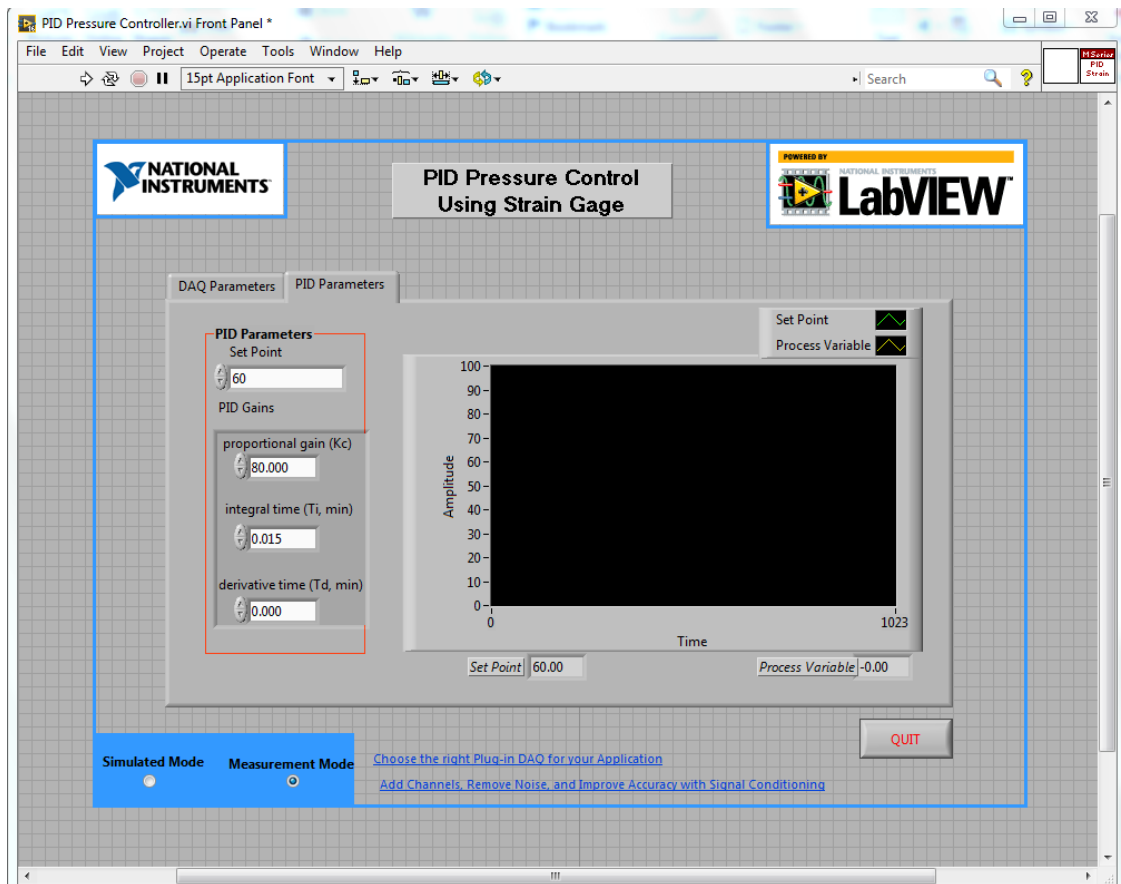 PID Pressure Controller.vi Front Panel *
File Edit View Project Operate Tools Window Help
15pt Application Font
Search
M Series
PID
Strain
NATIONAL
INSTRUMENTS
PID Pressure Control
Using Strain Gage
POWERED BY
NATIONAL INSTRUMENTS
LabVIEW™
DAQ Parameters PID Parameters
PID Parameters
Set Point
60
PID Gains
proportional gain (Kc)
80.000
integral time (Ti, min)
0.015
derivative time (Td, min)
0.000
Set Point
Process Variable
100
90
80
70
60
50
40
30
20
10
0
Amplitude
0 1023
Time
Set Point 60.00
Process Variable -0.00
QUIT
Simulated Mode Measurement Mode
Choose the right Plug-in DAQ for your Application
Add Channels, Remove Noise, and Improve Accuracy with Signal Conditioning